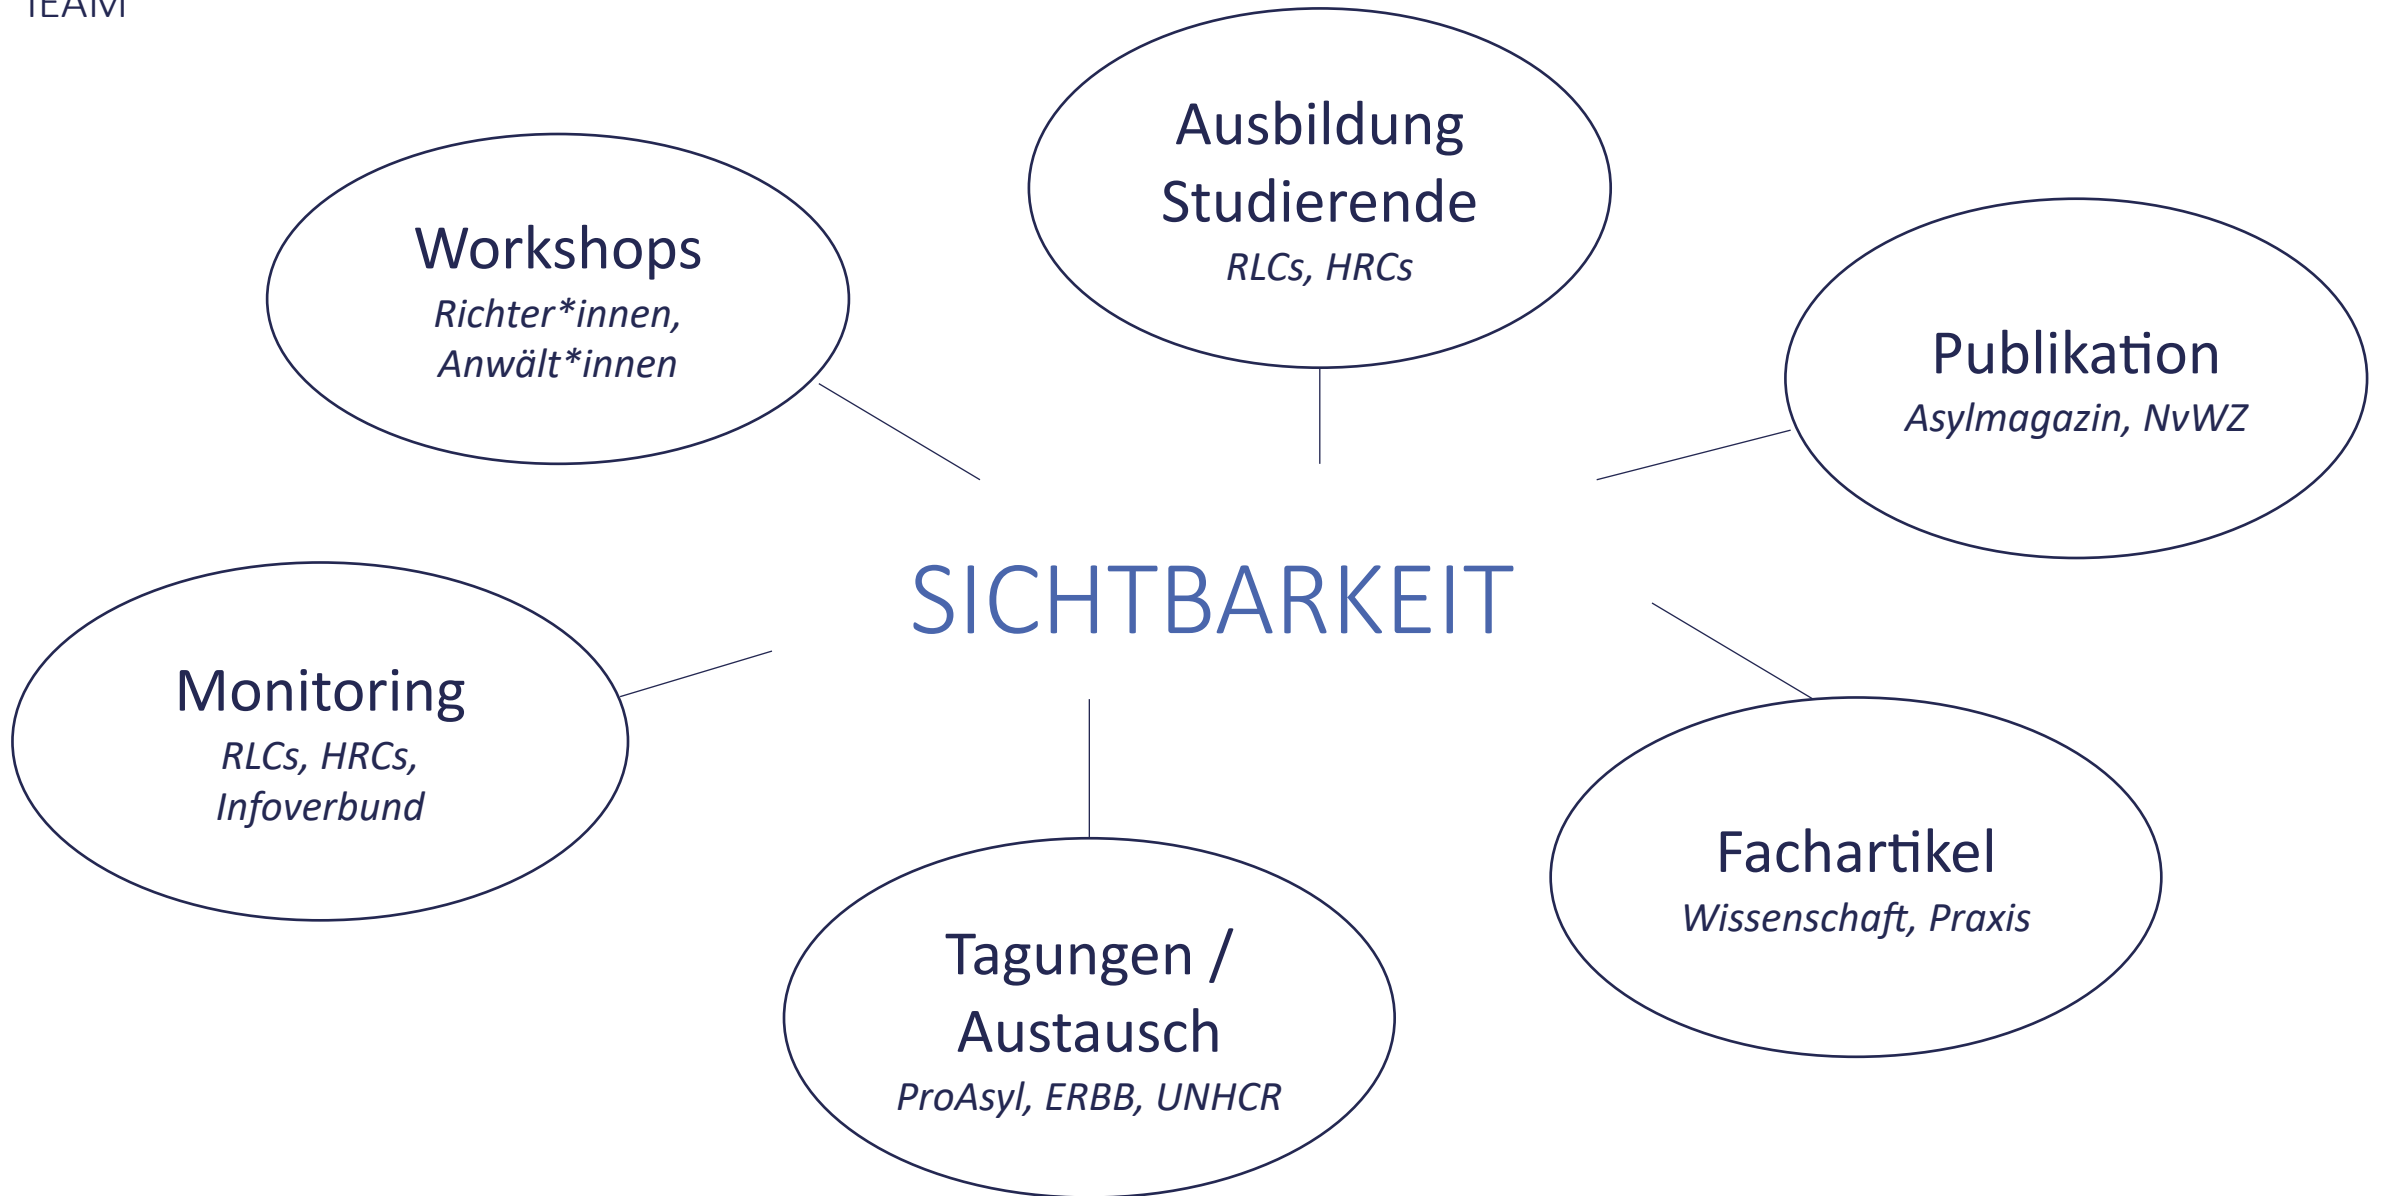 TEAM
Ausbildung
Studierende
RLCs, HRCs
Workshops
Richter*innen,
Anwält*innen
Publikation
Asylmagazin, NvWZ
SICHTBARKEIT
Monitoring
RLCs, HRCs,
Infoverbund
Fachartikel
Wissenschaft, Praxis
Tagungen /
Austausch
ProAsyl, ERBB, UNHCR